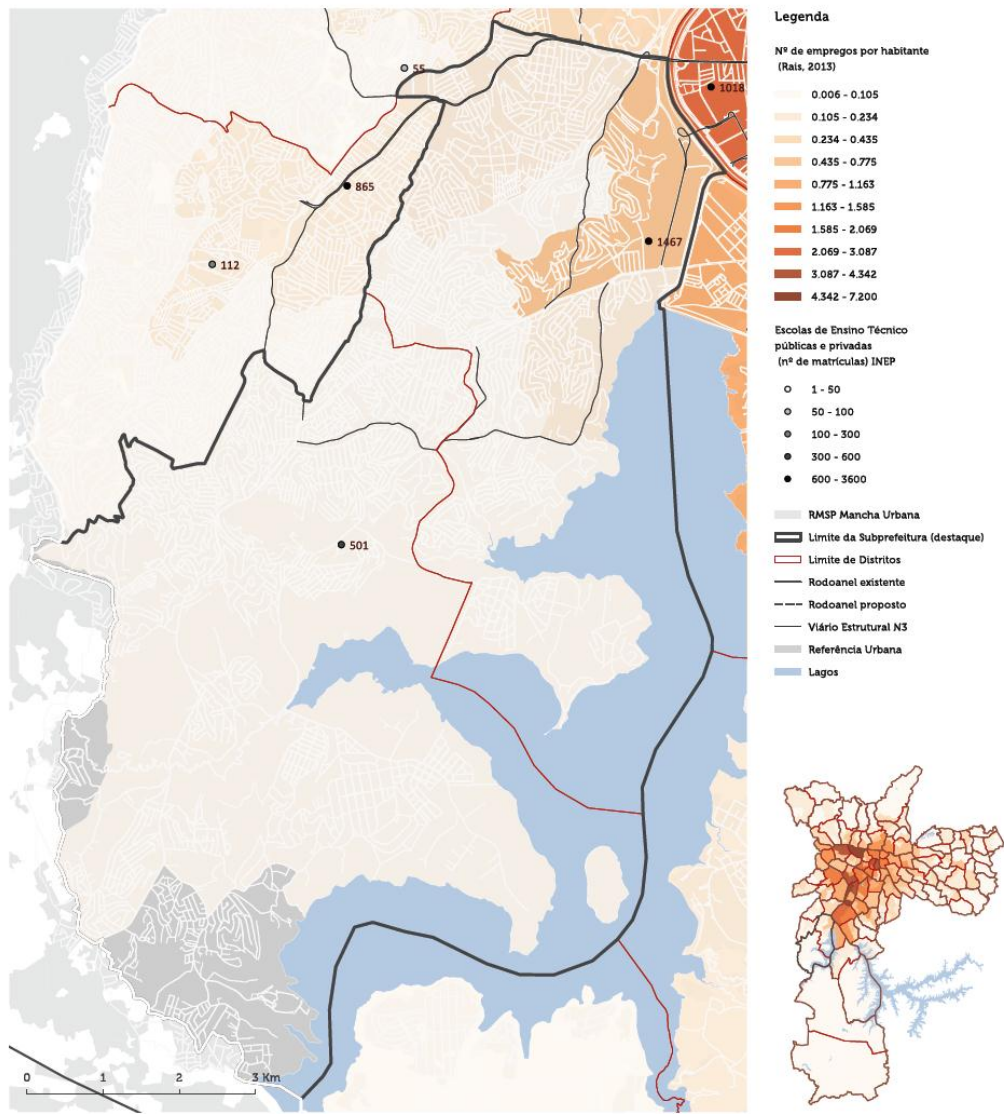 Legenda
Nº de empregos por habitante
(Rais, 2013)
0.006 - 0.105
0.105 - 0.234
0.234 - 0.435
0.435 - 0.775
0.775 - 1.163
1.163 - 1.585
1.585 - 2.069
2.069 - 3.087
3.087 - 4.342
4.342 - 7.200
Escolas de Ensino Técnico
públicas e privadas
(nº de matrículas) INEP
1 - 50
50 - 100
100 - 300
300 - 600
600 - 3600
RMSP Mancha Urbana
Limite da Subprefeitura (destaque)
Limite de Distritos
Rodoanel existente
Rodoanel proposto
Viário Estrutural N3
Referência Urbana
Lagos
55
1018
865
1467
112
501
0 1 2 3 Km